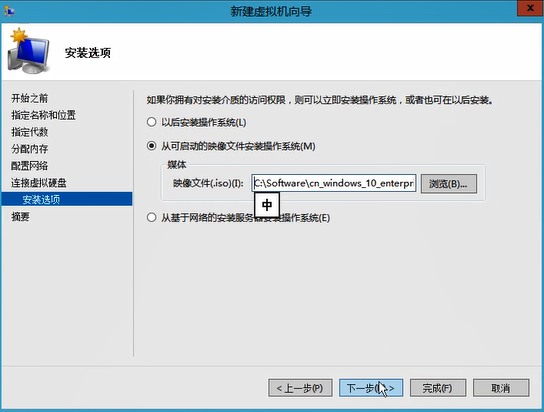 新建虚拟机向导
安装选项
开始之前
指定名称和位置
指定代数
分配内存
配置网络
连接虚拟硬盘
安装选项
摘要
如果你拥有对安装介质的访问权限，则可以立即安装操作系统，或者也可在以后安装。
以后安装操作系统(L)
从可启动的映像文件安装操作系统(M)
媒体
映像文件(.iso)(I): C:\Software\cn_windows_10_enterpr 浏览(B)...
中
从基于网络的安装服务器安装操作系统(E)
< 上一步(P) 下一步 > 完成(F) 取消